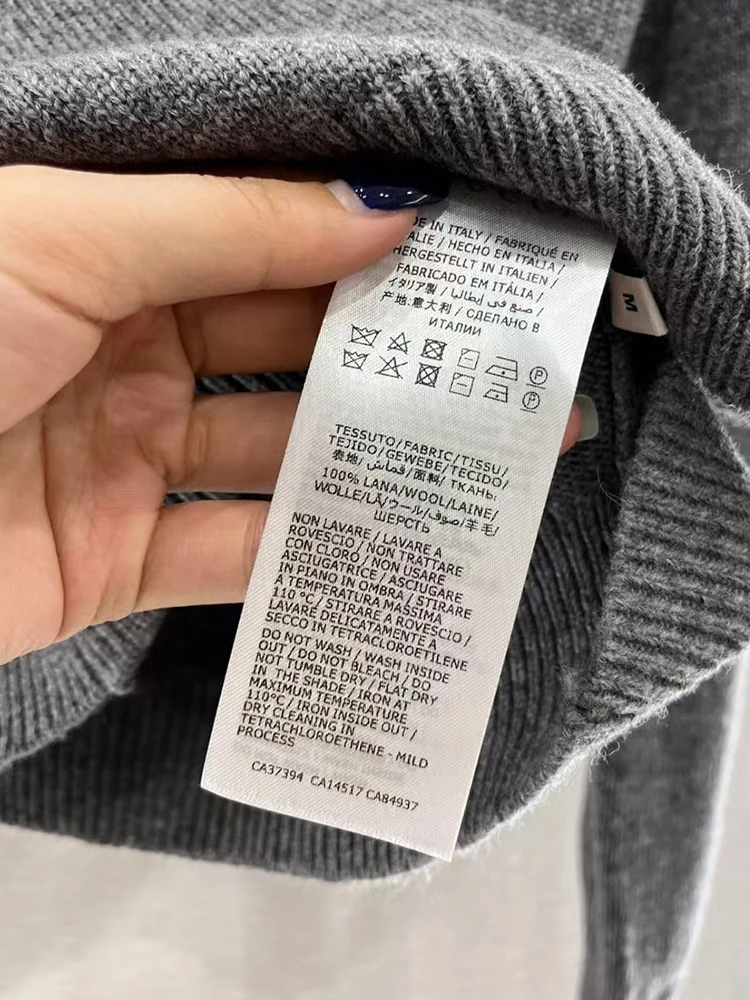 IN ITALY / FABRIQUÉ EN
/ HECHO EN ITALIA /
HERGESTELLT IN ITALIEN /
FABRICADO EM ITÁLIA /
イタリア製 / صنع في إيطاليا /
产地:意大利 / СДЕЛАНО В
ИТАЛИИ
M
P
P
TESSUTO/FABRIC/TISSU/
TEJIDO/GEWEBE/TECIDO/
表地/قماش/面料/ ТКАНЬ:
100% LANA/WOOL/LAINE/
WOLLE/LÃ/ウール/صوف/羊毛/
ШЕРСТЬ
NON LAVARE / LAVARE A
ROVESCIO / NON TRATTARE
CON CLORO / NON USARE
ASCIUGATRICE / ASCIUGARE
IN PIANO IN OMBRA / STIRARE
A TEMPERATURA MASSIMA
110 °C / STIRARE A ROVESCIO /
LAVARE DELICATAMENTE A
SECCO IN TETRACLOROETILENE
DO NOT WASH / WASH INSIDE
OUT / DO NOT BLEACH / DO
NOT TUMBLE DRY / FLAT DRY
IN THE SHADE / IRON AT
MAXIMUM TEMPERATURE
110°C / IRON INSIDE OUT /
DRY CLEANING IN
TETRACHLOROETHENE - MILD
PROCESS
CA37394 CA14517 CA84937